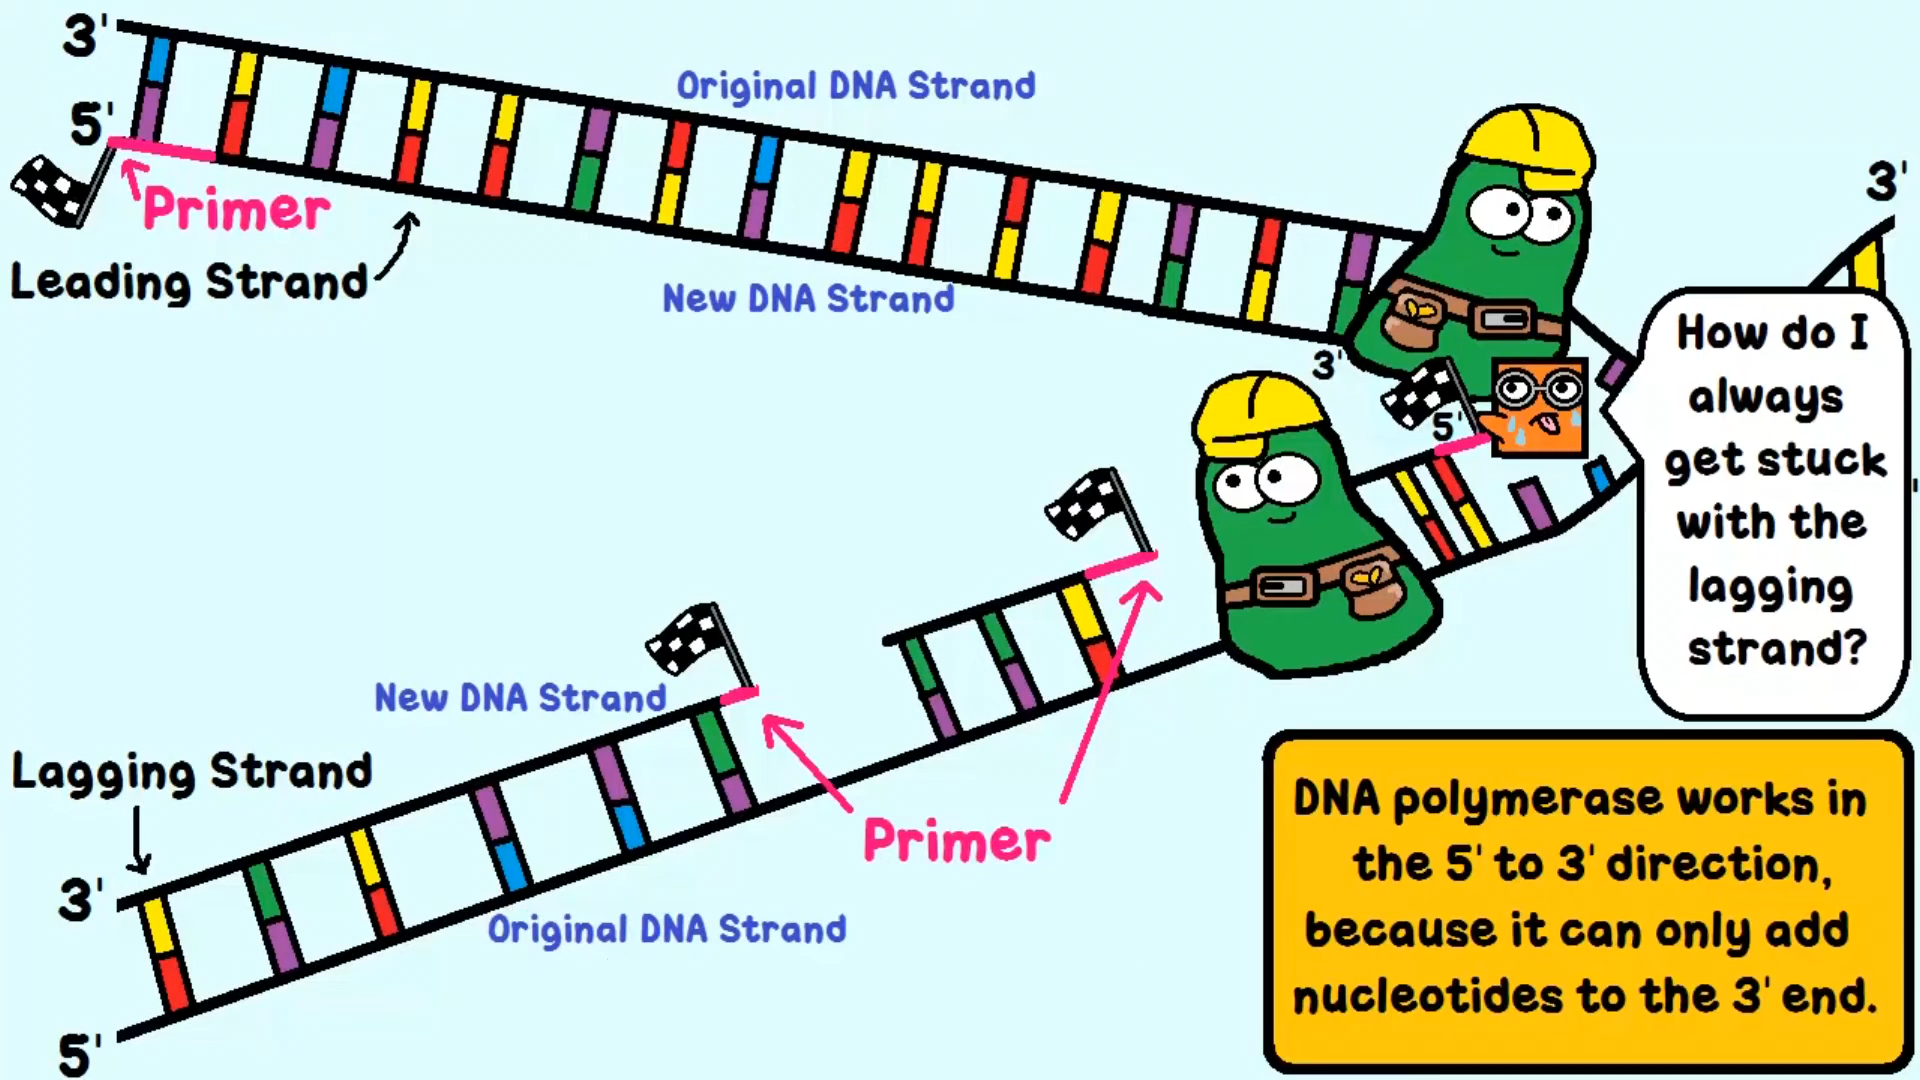 3'
Original DNA Strand
5'
3'
Primer
Leading Strand
New DNA Strand
3'
5'
How do I
always
get stuck
with the
lagging
strand?
New DNA Strand
Lagging Strand
Primer
3'
Original DNA Strand
5'
DNA polymerase works in
the 5' to 3' direction,
because it can only add
nucleotides to the 3' end.